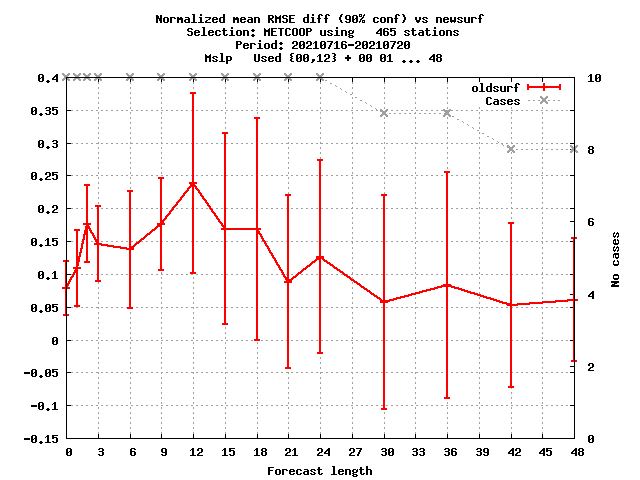 Normalized mean RMSE diff (90% conf) vs newsurf
Selection: METCOOP using 465 stations
Period: 20210716-20210720
Mslp Used {00,12} + 00 01 ... 48
oldsurf
Cases
0.4
0.35
0.3
0.25
0.2
0.15
0.1
0.05
0
-0.05
-0.1
-0.15
10
8
6
4
2
0
No cases
0 3 6 9 12 15 18 21 24 27 30 33 36 39 42 45 48
Forecast length